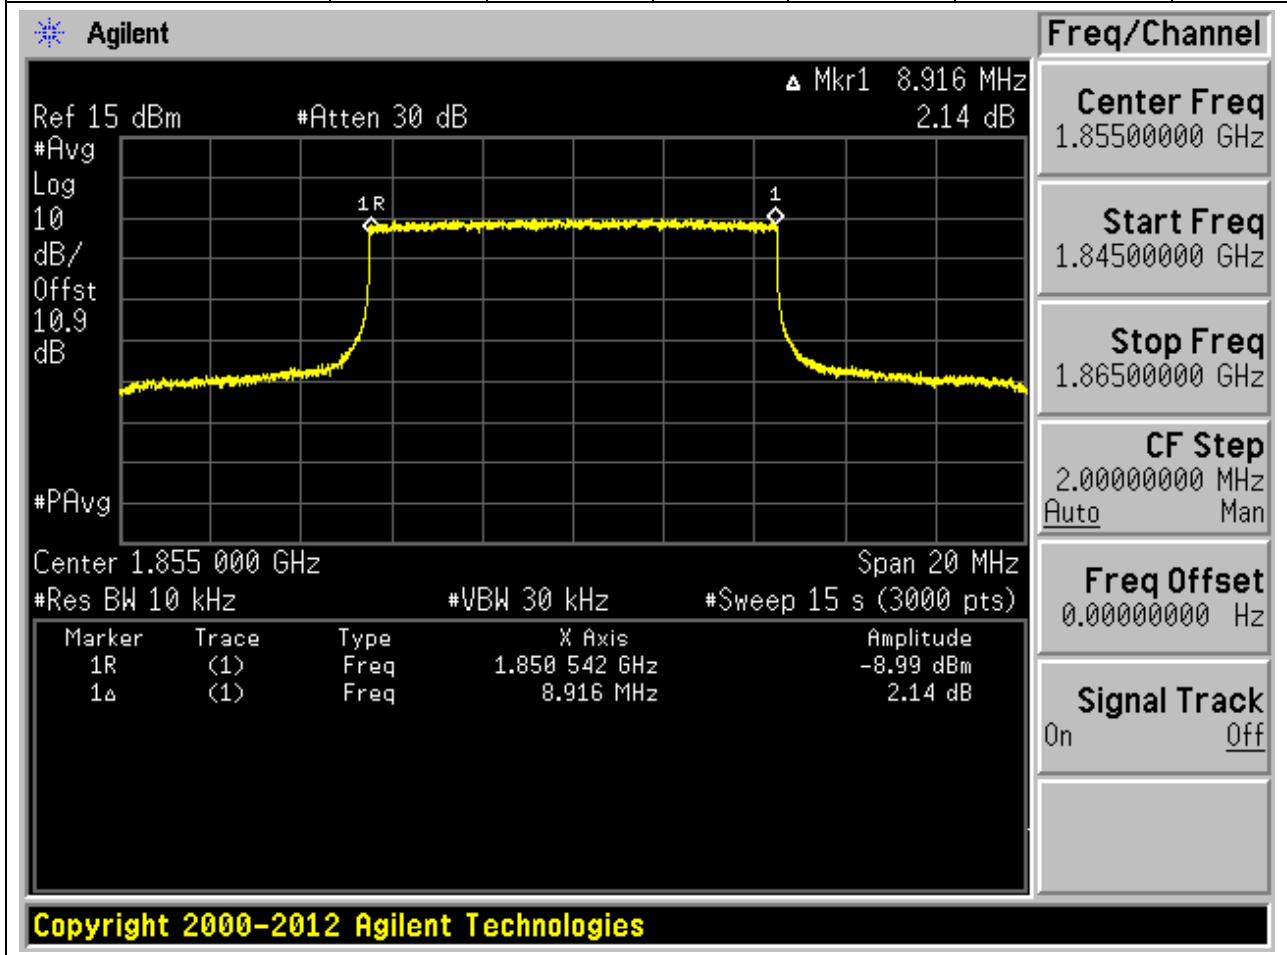 Agilent
Freq/Channel
▵ Mkr1 8.916 MHz
Ref 15 dBm #Atten 30 dB 2.14 dB
#Avg
Log
10
dB/
Offst
10.9
dB
#PAvg
1R
1
Center 1.855 000 GHz Span 20 MHz
#Res BW 10 kHz #VBW 30 kHz #Sweep 15 s (3000 pts)
Marker Trace Type X Axis Amplitude
1R (1) Freq 1.850 542 GHz -8.99 dBm
1▵ (1) Freq 8.916 MHz 2.14 dB
Center Freq
1.85500000 GHz
Start Freq
1.84500000 GHz
Stop Freq
1.86500000 GHz
CF Step
2.00000000 MHz
Auto Man
Freq Offset
0.00000000 Hz
Signal Track
On Off
Copyright 2000-2012 Agilent Technologies